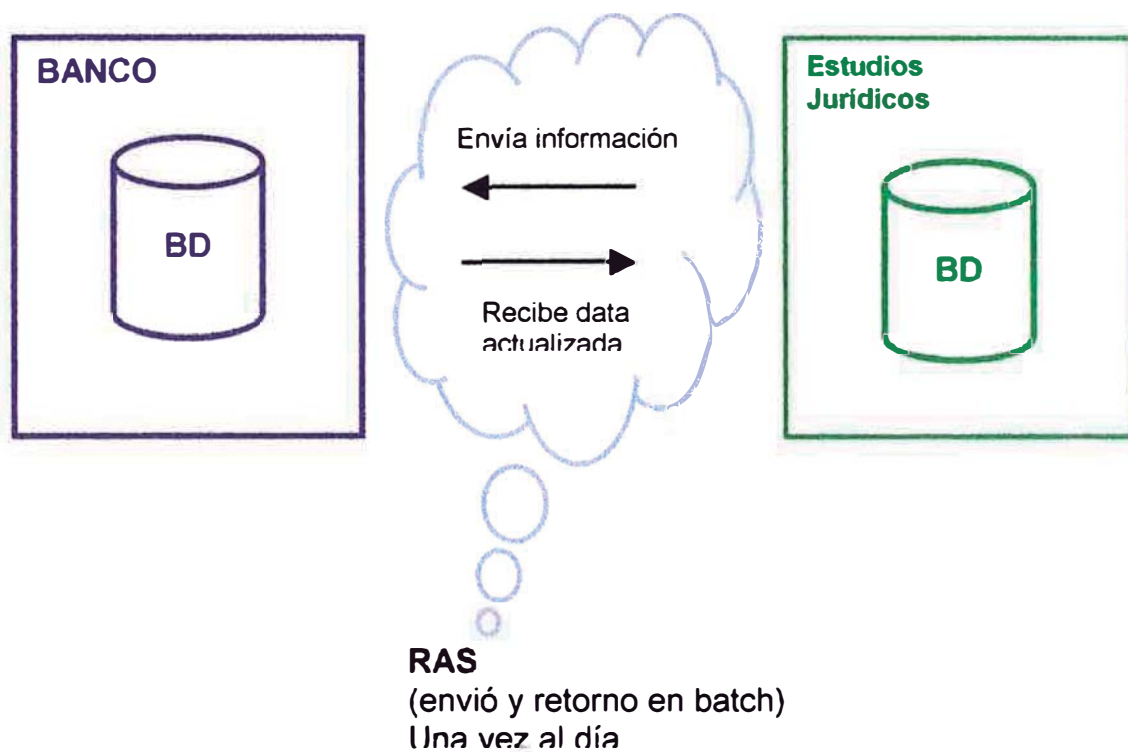 BANCO
BD
Envía información
Recibe data
actualizada
Estudios
Jurídicos
BD
RAS
(envió y retorno en batch)
Una vez al día